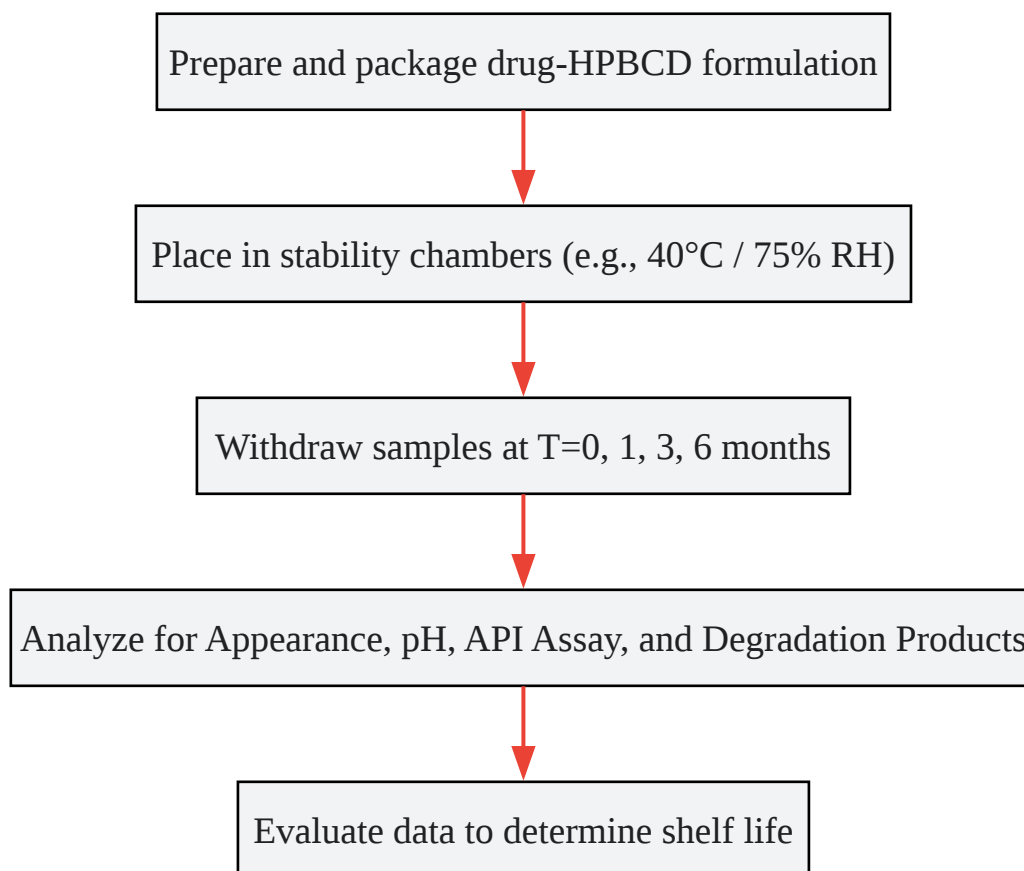 Prepare and package drug-HPBCD formulation
Place in stability chambers (e.g., 40°C / 75% RH)
Withdraw samples at T=0, 1, 3, 6 months
Analyze for Appearance, pH, API Assay, and Degradation Products
Evaluate data to determine shelf life